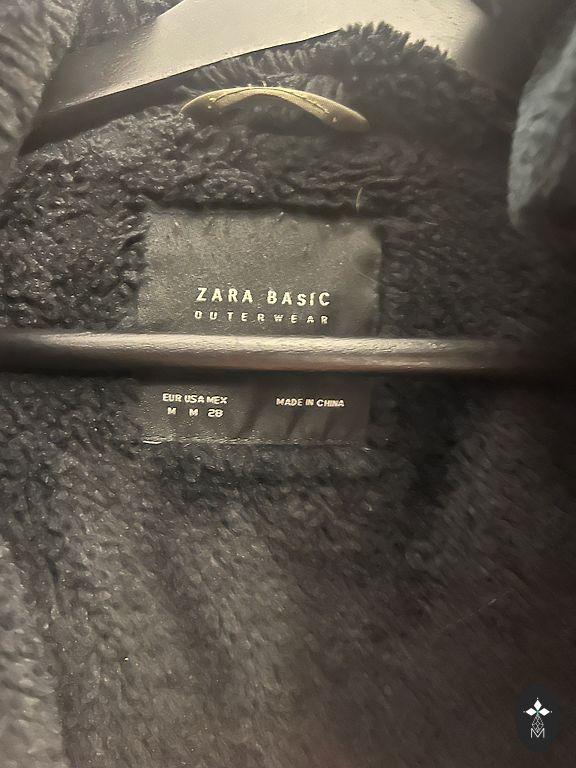 ZARA BASIC
OUTERWEAR
EUR USA MEX
M M 28
MADE IN CHINA
M